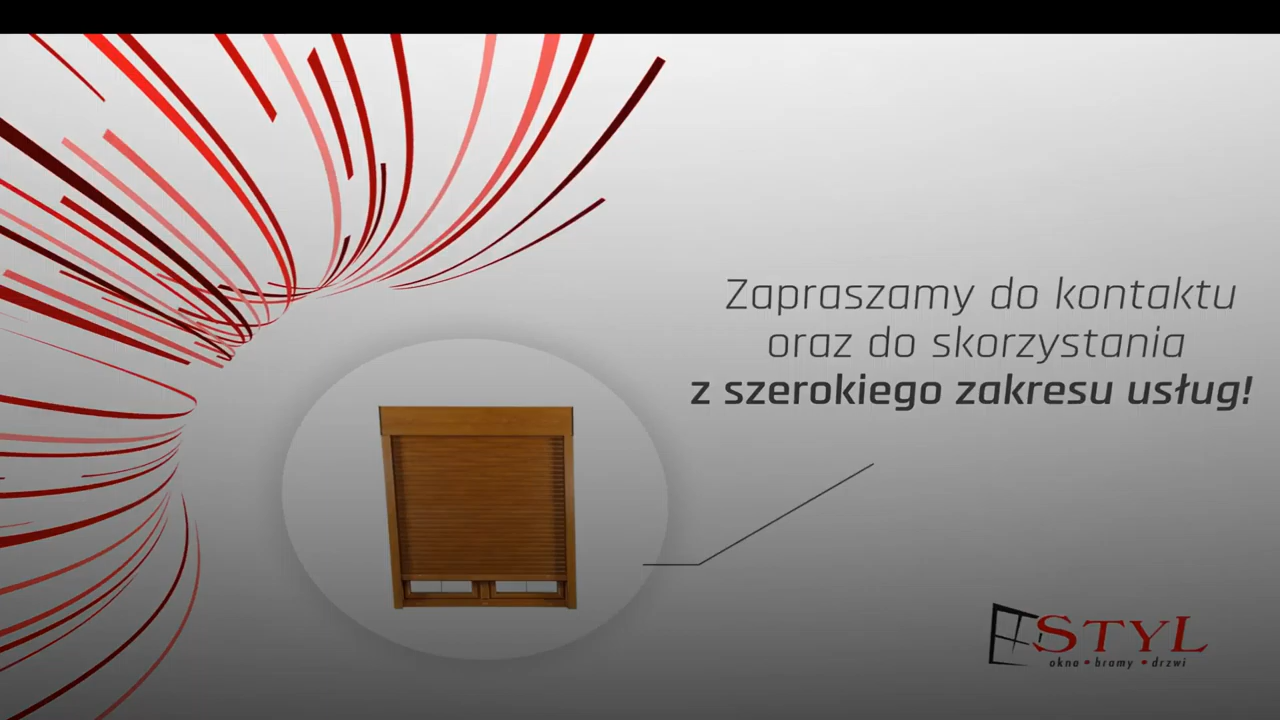 Zapraszamy do kontaktu
oraz do skorzystania
z szerokiego zakresu usług!
STYL
okna • bramy • drzwi